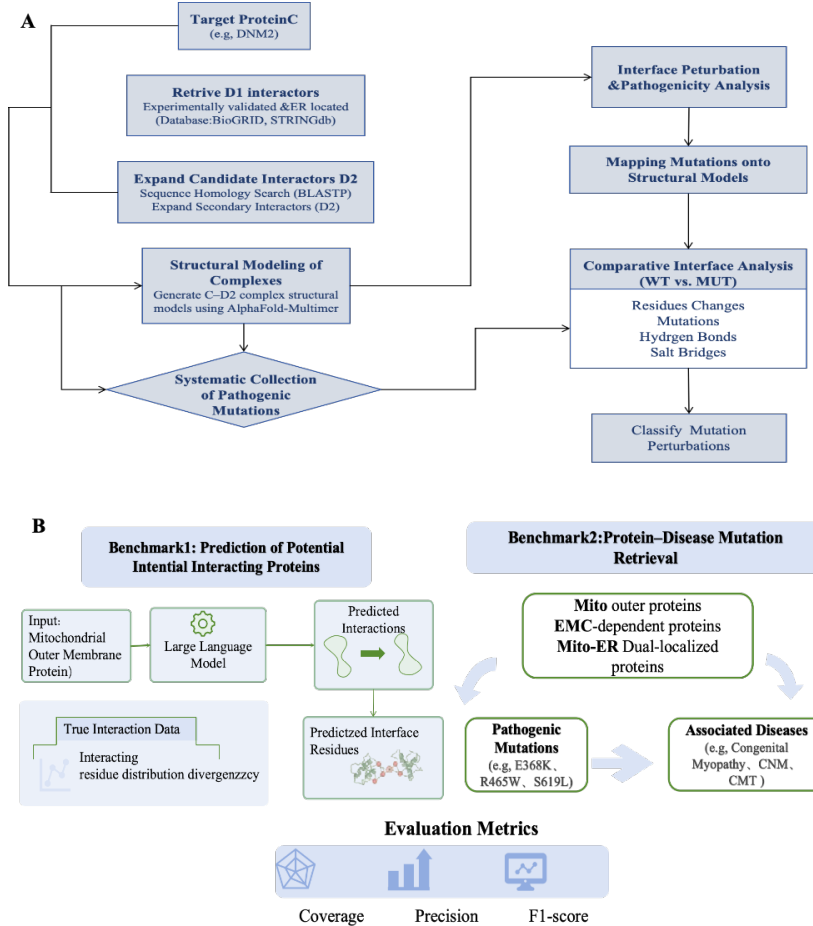 A
Target ProteinC
(e.g, DNM2)
Retrive D1 interactors
Experimentally validated &ER located
(Database:BioGRID, STRINGdb)
Expand Candidate Interactors D2
Sequence Homology Search (BLASTP)
Expand Secondary Interactors (D2)
Structural Modeling of
Complexes
Generate C–D2 complex structural
models using AlphaFold-Multimer
Systematic Collection
of Pathogenic
Mutations
Interface Peturbation
&Pathogenicity Analysis
Mapping Mutations onto
Structural Models
Comparative Interface Analysis
(WT vs. MUT)
Residues Changes
Mutations
Hydrgen Bonds
Salt Bridges
Classify Mutation
Perturbations
B
Benchmark1: Prediction of Potential
Intential Interacting Proteins
Input:
Mitochondrial
Outer Membrane
Protein)
Large Language
Model
Predicted
Interactions
True Interaction Data
Interacting
residue distribution divergenzzcy
Predictzed Interface
Residues
Benchmark2:Protein–Disease Mutation
Retrieval
Mito outer proteins
EMC-dependent proteins
Mito-ER Dual-localized
proteins
Pathogenic
Mutations
(e.g, E368K、
R465W、S619L)
Associated Diseases
(e.g, Congenital
Myopathy、CNM、
CMT )
Evaluation Metrics
Coverage
Precision
F1-score